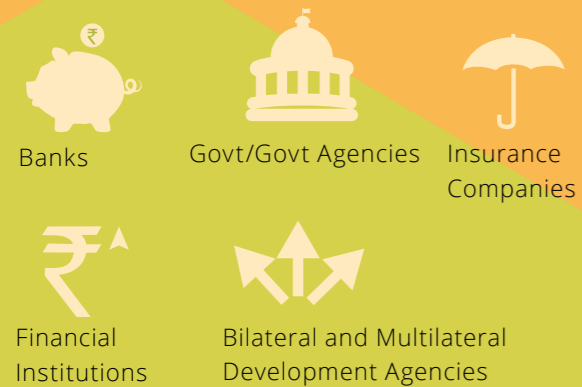 ₹
Banks
Govt/Govt Agencies
Insurance
Companies
₹
Financial
Institutions
Bilateral and Multilateral
Development Agencies